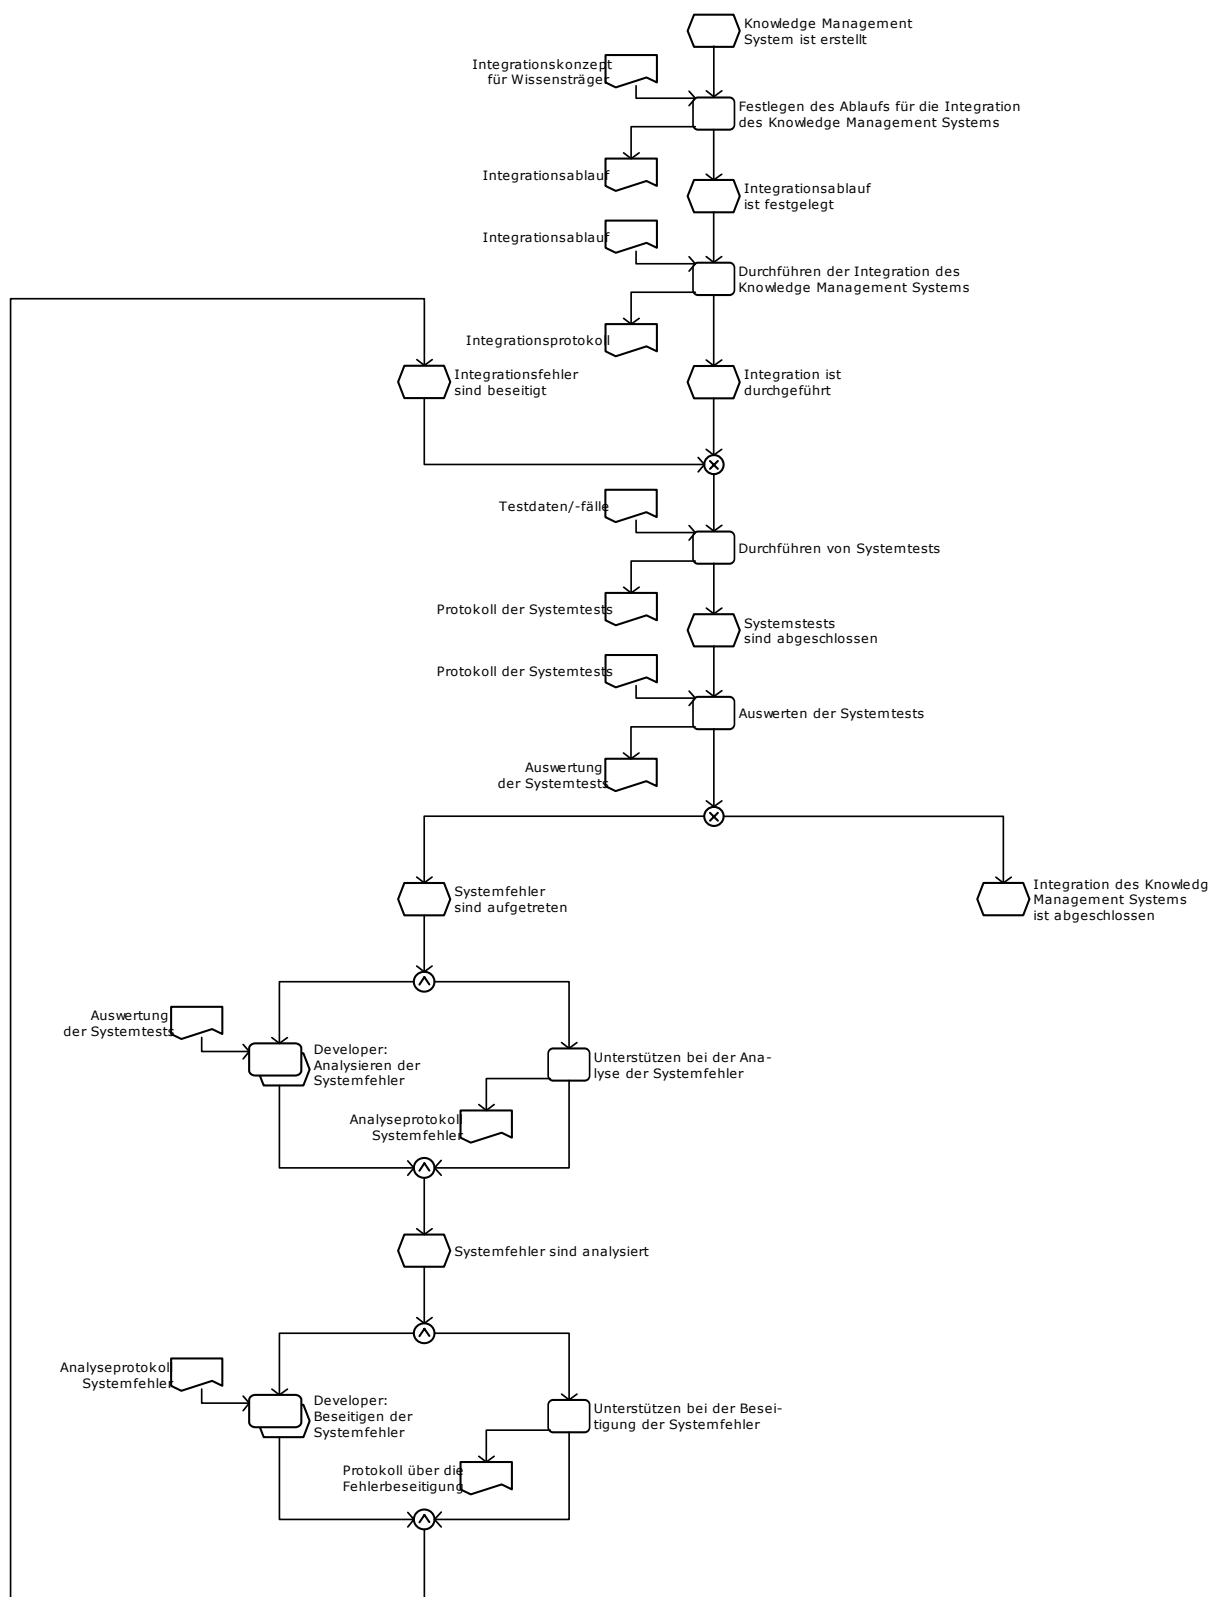 Knowledge Management
System ist erstellt
Integrationskonzept
für Wissensträger
Festlegen des Ablaufs für die Integration
des Knowledge Management Systems
Integrationsablauf
Integrationsablauf
ist festgelegt
Integrationsablauf
Durchführen der Integration des
Knowledge Management Systems
Integrationsprotokoll
Integrationsfehler
sind beseitigt
Integration ist
durchgeführt
Testdaten/-fälle
Durchführen von Systemtests
Protokoll der Systemtests
Systemstests
sind abgeschlossen
Protokoll der Systemtests
Auswerten der Systemtests
Auswertung
der Systemtests
Systemfehler
sind aufgetreten
Integration des Knowledg
Management Systems
ist abgeschlossen
Auswertung
der Systemtests
Developer:
Analysieren der
Systemfehler
Unterstützen bei der Ana-
lyse der Systemfehler
Analyseprotokoll
Systemfehler
Systemfehler sind analysiert
Analyseprotokoll
Systemfehler
Developer:
Beseitigen der
Systemfehler
Unterstützen bei der Besei-
tigung der Systemfehler
Protokoll über die
Fehlerbeseitigung